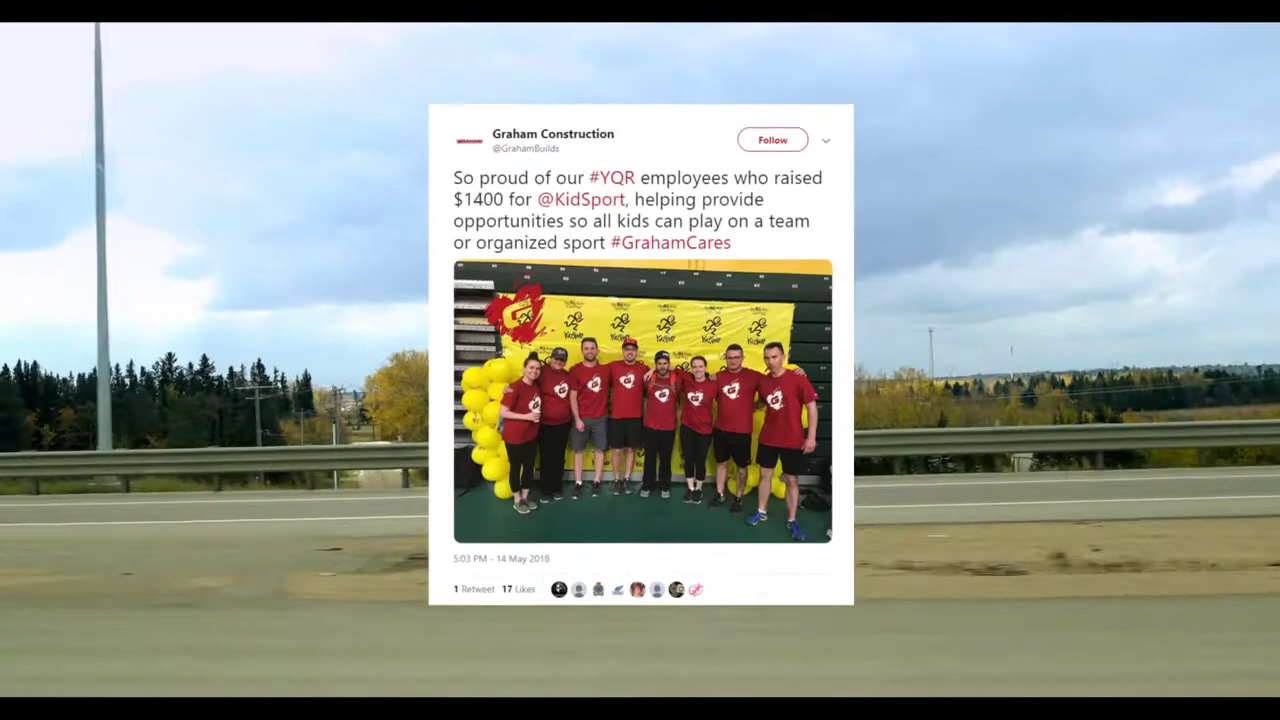 GRAHAM
Graham Construction
@GrahamBuilds
Follow
So proud of our #YQR employees who raised
$1400 for @KidSport, helping provide
opportunities so all kids can play on a team
or organized sport #GrahamCares
5:03 PM - 14 May 2018
1 Retweet 17 Likes